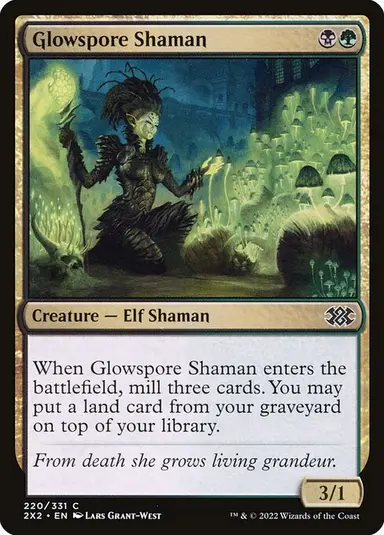 Glowspore Shaman
Creature — Elf Shaman
When Glowspore Shaman enters the
battlefield, mill three cards. You may
put a land card from your graveyard
on top of your library.
From death she grows living grandeur.
3/1
220/331 C
2X2 • EN Lars Grant-West
™ & © 2022 Wizards of the Coast